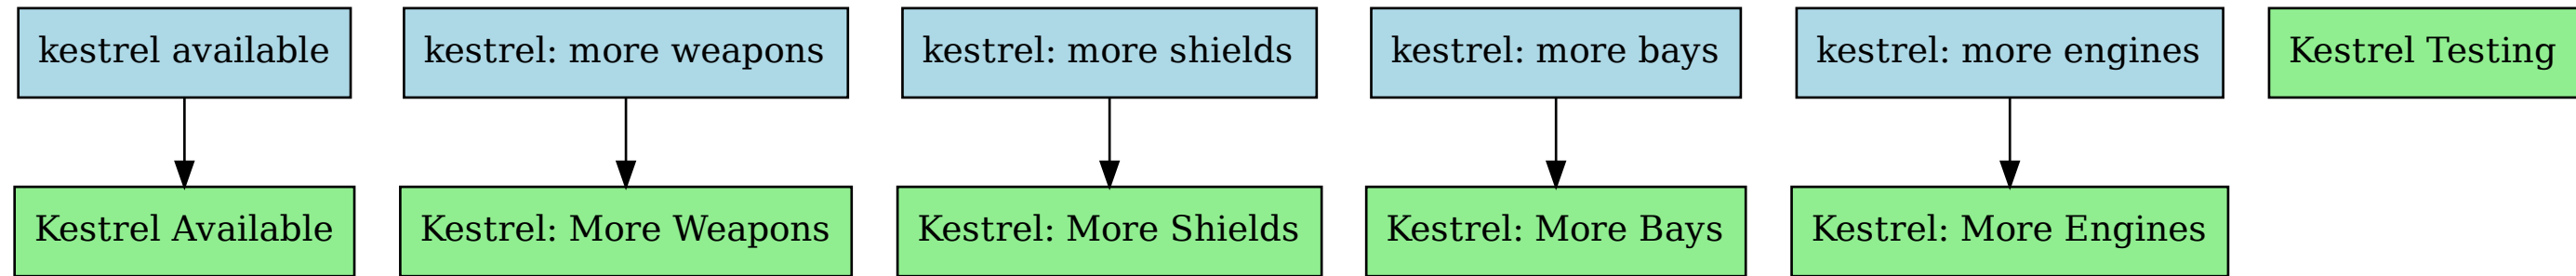 kestrel available
kestrel: more weapons
kestrel: more shields
kestrel: more bays
kestrel: more engines
Kestrel Testing
Kestrel Available
Kestrel: More Weapons
Kestrel: More Shields
Kestrel: More Bays
Kestrel: More Engines